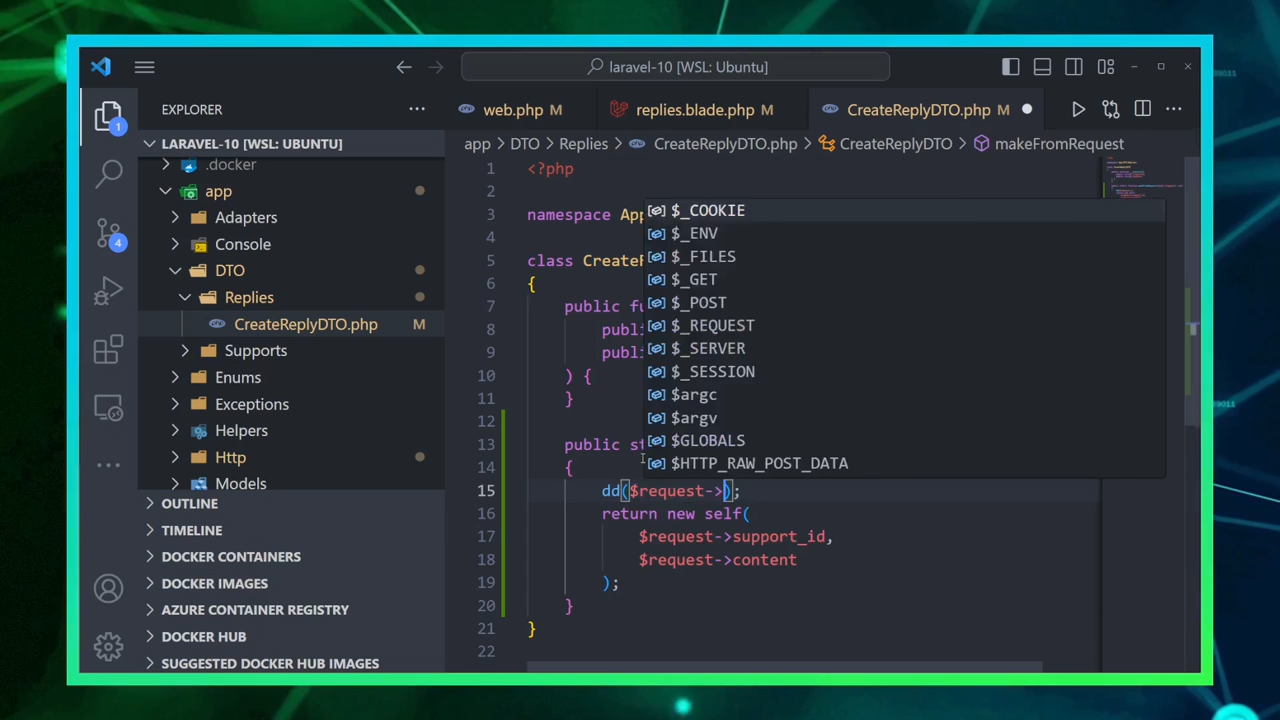 laravel-10 [WSL: Ubuntu]
EXPLORER
web.php M
replies.blade.php M
CreateReplyDTO.php M
LARAVEL-10 [WSL: UBUNTU]
app > DTO > Replies > CreateReplyDTO.php > CreateReplyDTO > makeFromRequest
1
4
.docker
app
Adapters
Console
DTO
Replies
CreateReplyDTO.php M
Supports
Enums
Exceptions
Helpers
Http
Models
OUTLINE
TIMELINE
DOCKER CONTAINERS
DOCKER IMAGES
AZURE CONTAINER REGISTRY
DOCKER HUB
SUGGESTED DOCKER HUB IMAGES
1 <?php
2
3 namespace App
4
5 class CreateR
6 {
7 public fu
8 publi
9 publi
10 ) {
11 }
12
13 public st
14 {
15 dd($request->);
16 return new self(
17 $request->support_id,
18 $request->content
19 );
20 }
21 }
22
$_COOKIE
$_ENV
$_FILES
$_GET
$_POST
$_REQUEST
$_SERVER
$_SESSION
$argc
$argv
$GLOBALS
$HTTP_RAW_POST_DATA